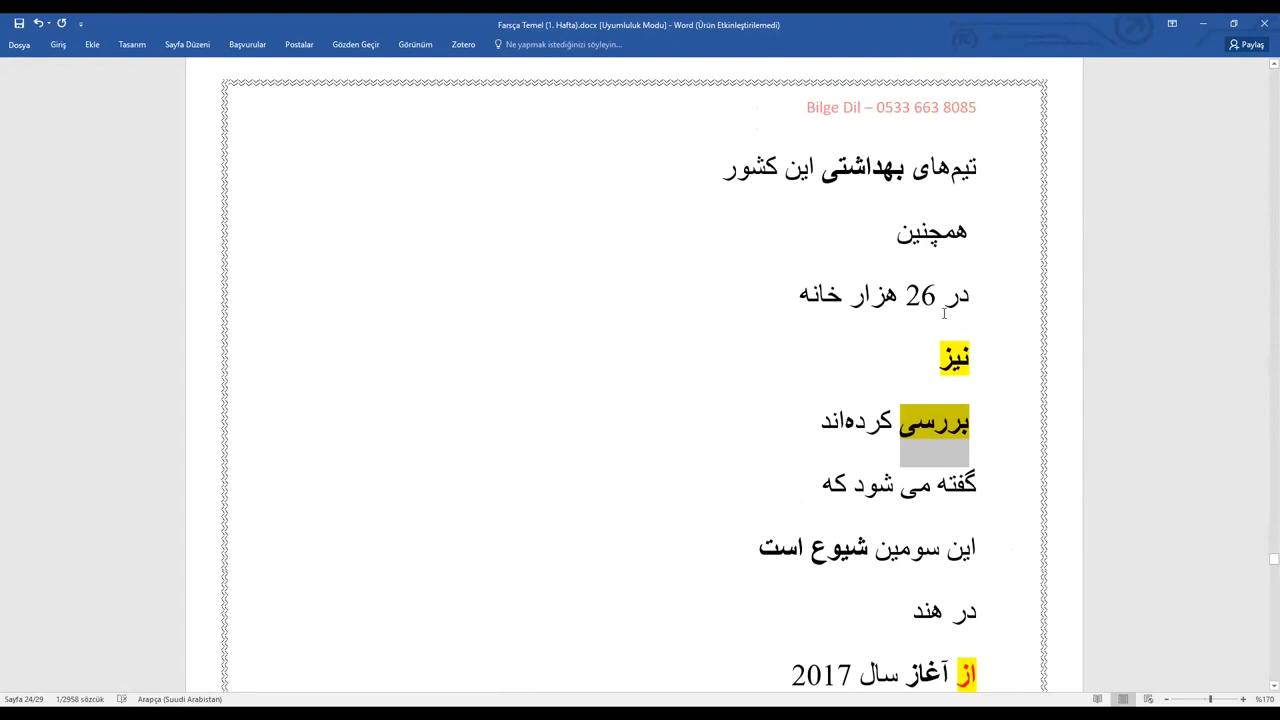 Farsça Temel (1. Hafta).docx [Uyumluluk Modu] - Word (Ürün Etkinleştirilemedi)
Dosya Giriş Ekle Tasarım Sayfa Düzeni Başvurular Postalar Gözden Geçir Görünüm Zotero Ne yapmak istediğinizi söyleyin... Paylaş
Bilge Dil – 0533 663 8085
تیم‌های بهداشتی این کشور
همچنین
در 26 هزار خانه
نیز
بررسی کرده‌اند
گفته می شود که
این سومین شیوع است
در هند
از آغاز سال 2017
Sayfa 24/29 1/2958 sözcük Arapça (Suudi Arabistan) %170